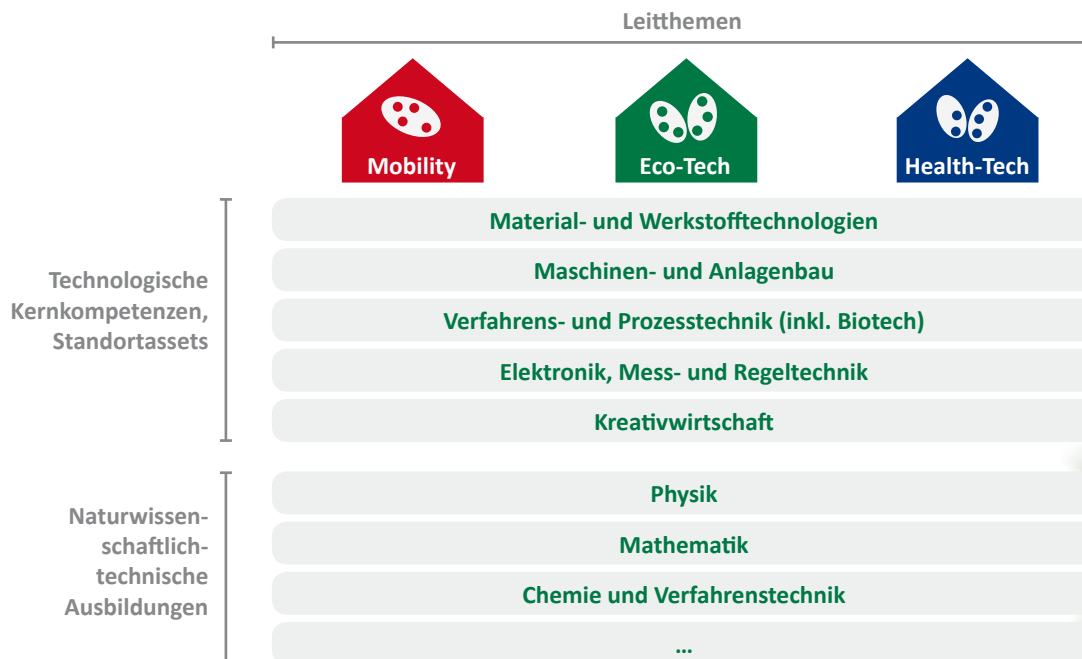 Leitthemen
Mobility
Eco-Tech
Health-Tech
Technologische
Kernkompetenzen,
Standortassets
Material- und Werkstofftechnologien
Maschinen- und Anlagenbau
Verfahrens- und Prozesstechnik (inkl. Biotech)
Elektronik, Mess- und Regeltechnik
Kreativwirtschaft
Naturwissen-
schaftlich-
technische
Ausbildungen
Physik
Mathematik
Chemie und Verfahrenstechnik
...